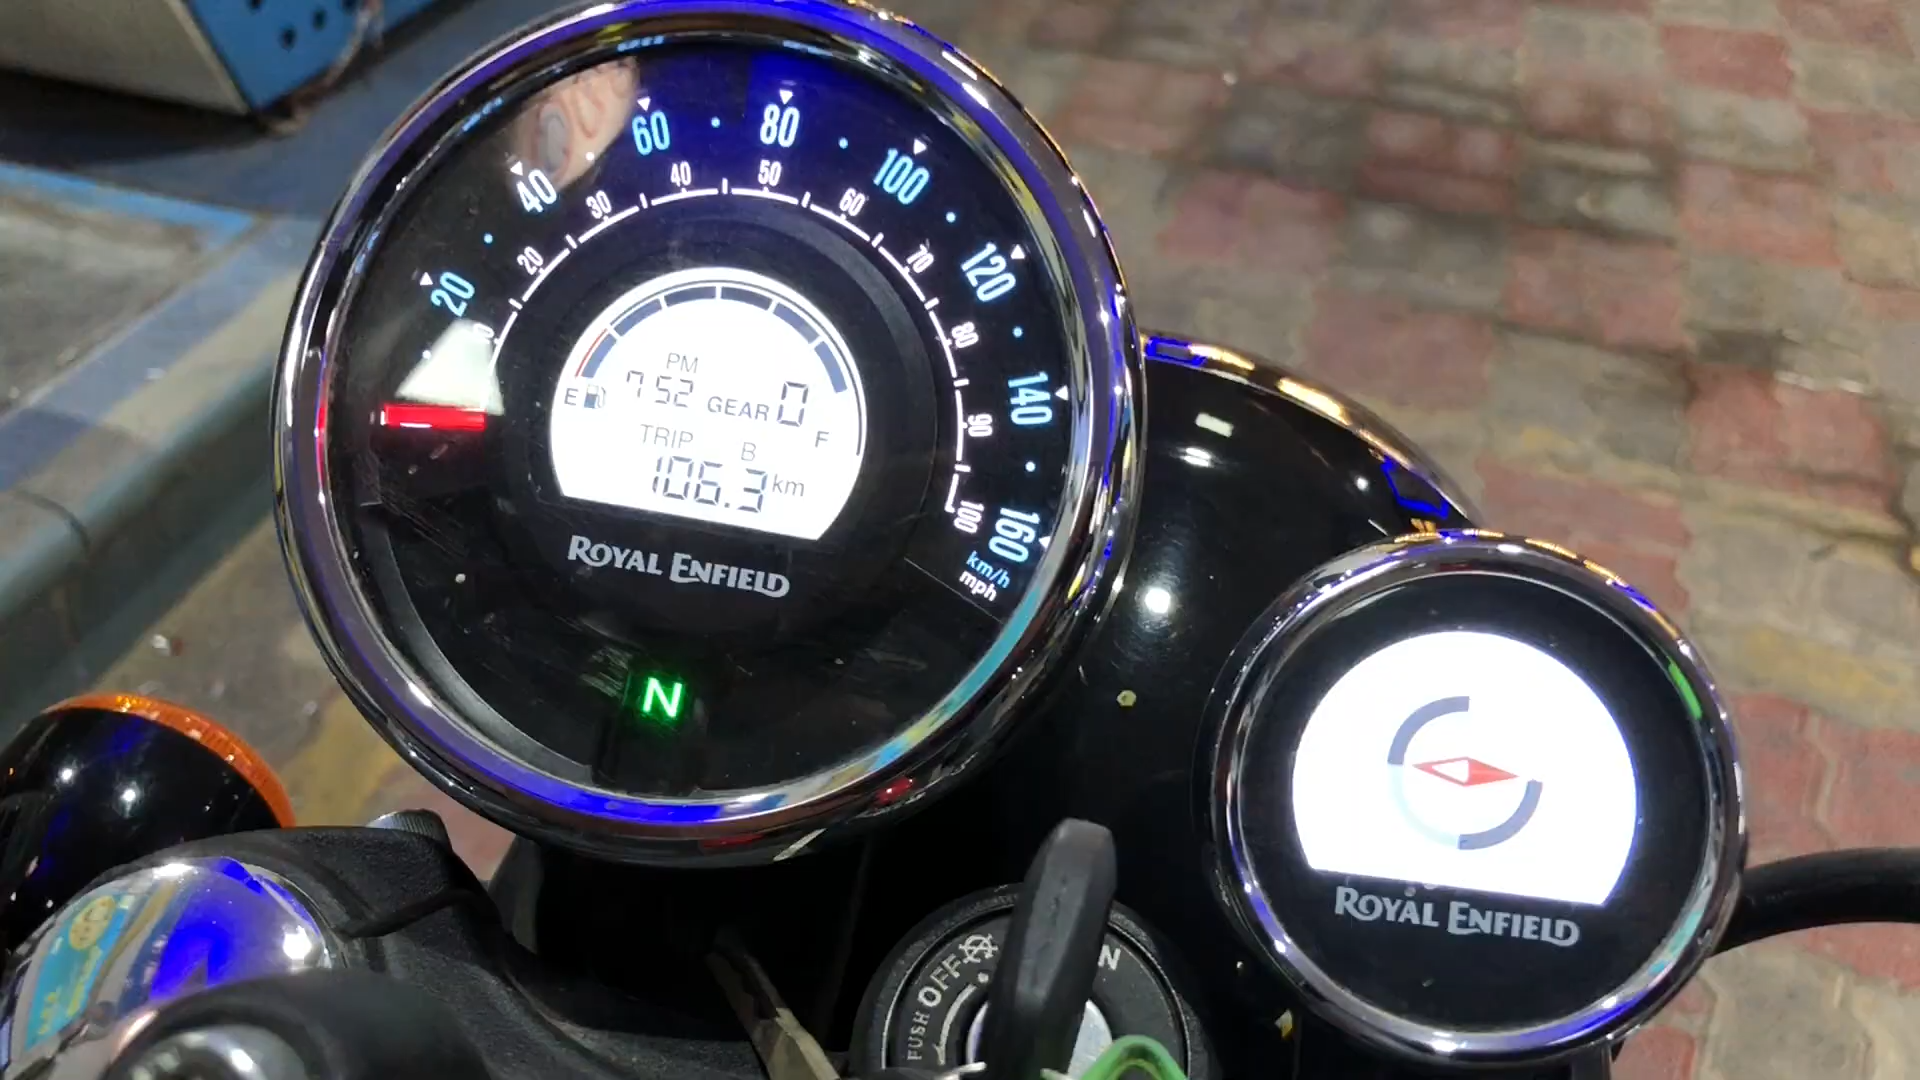 20 40 60 80 100 120 140 160
20 30 40 50 60 70 80 90 100
km/h
mph
PM
7 52 GEAR 0
E F
TRIP B
106.3 km
ROYAL ENFIELD
N
ROYAL ENFIELD
PUSH OFF